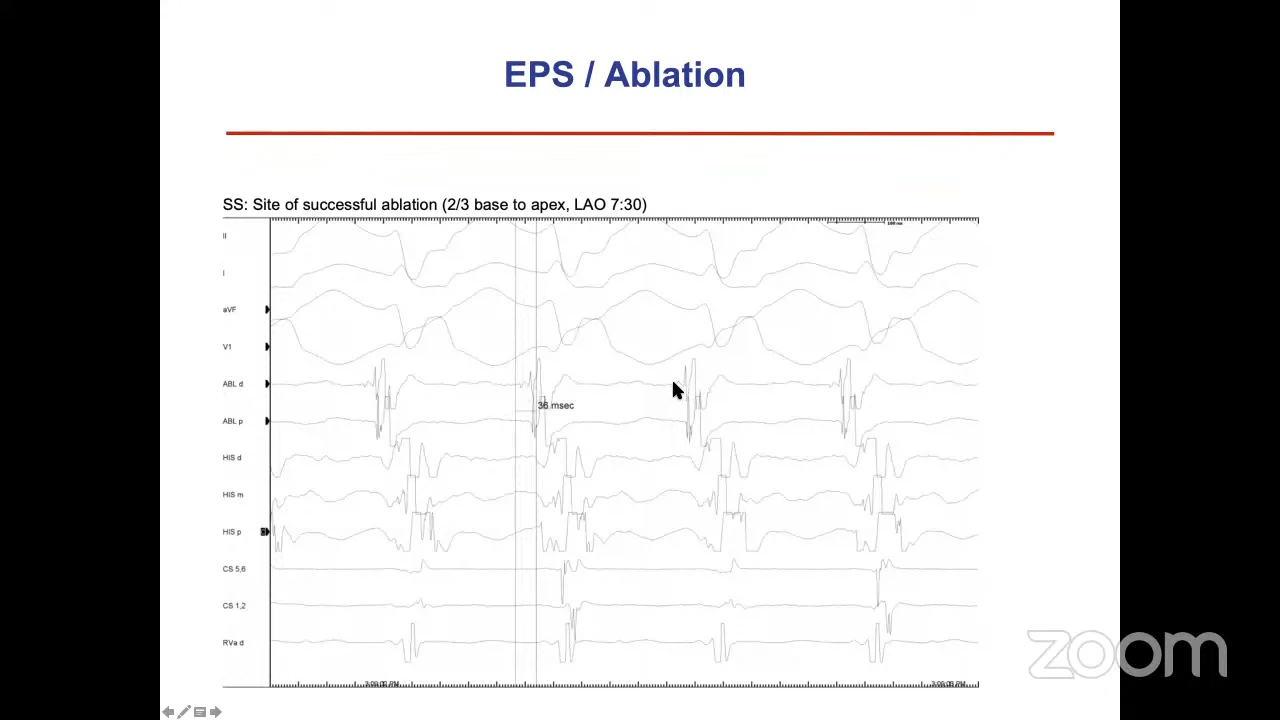 EPS / Ablation
SS: Site of successful ablation (2/3 base to apex, LAO 7:30)
II
I
aVF
V1
ABL d
36 msec
ABL p
HIS d
HIS m
HIS p
CS 5,6
CS 1,2
RVa d
zoom